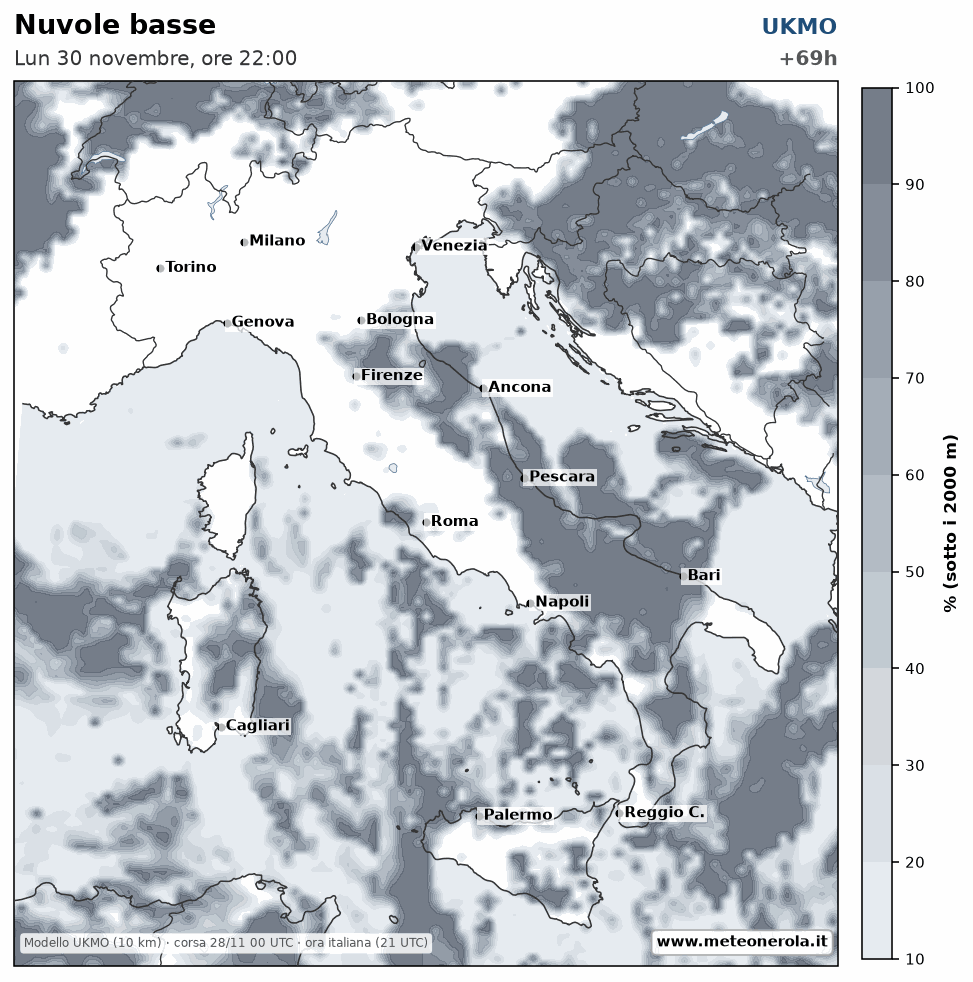 Nuvole basse
UKMO
Lun 30 novembre, ore 22:00
+69h
Milano
Venezia
Torino
Genova
Bologna
Firenze
Ancona
Pescara
Roma
Bari
Napoli
Cagliari
Palermo
Reggio C.
100
90
80
70
60
50
40
30
20
10
% (sotto i 2000 m)
Modello UKMO (10 km) · corsa 28/11 00 UTC · ora italiana (21 UTC)
www.meteonerola.it